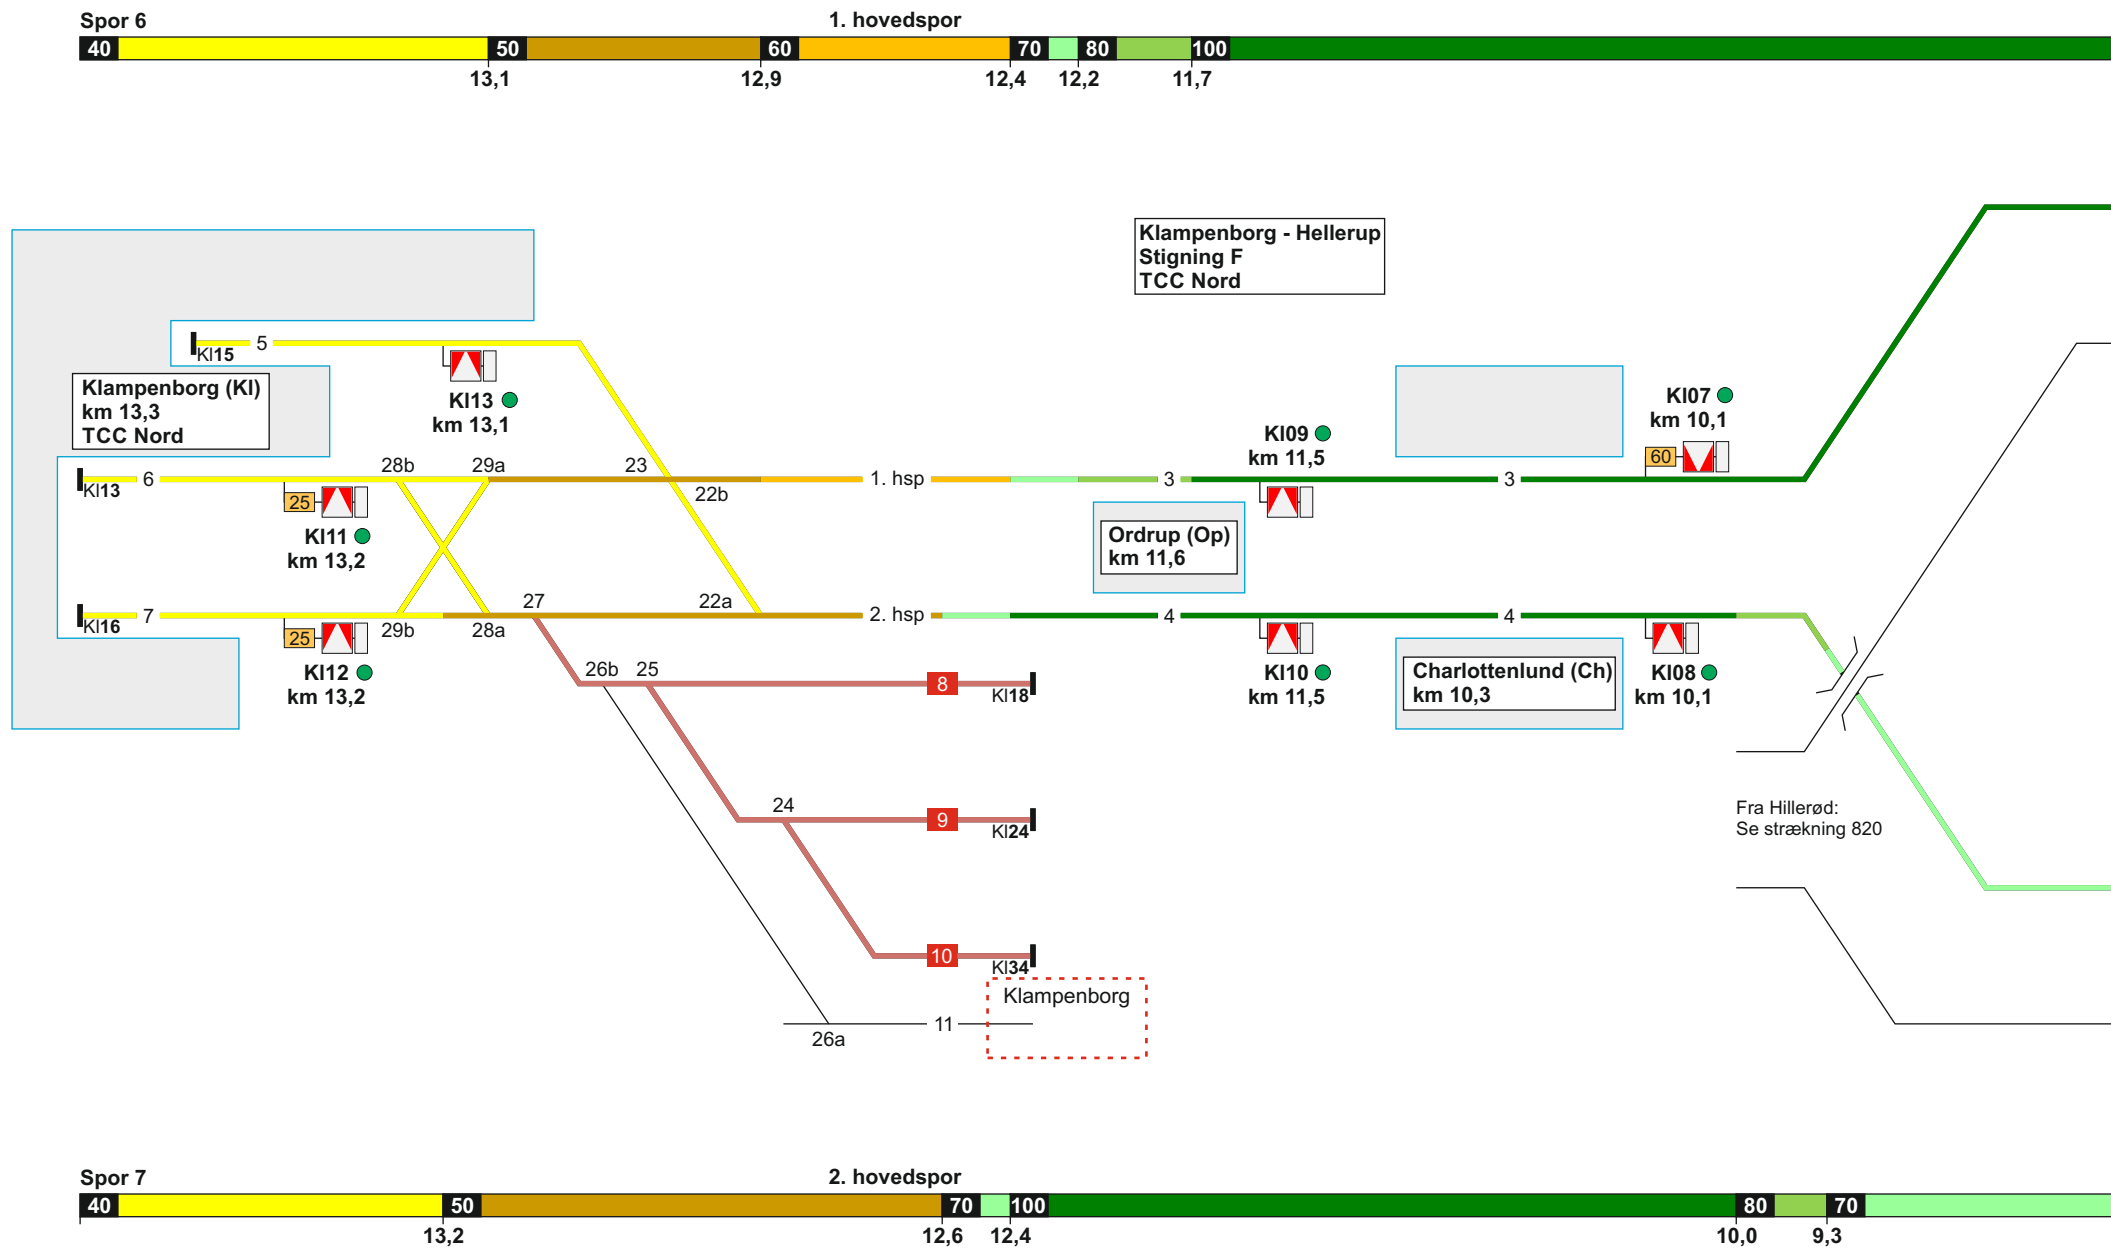 Spor 6
1. hovedspor
40
50
60
70
80
100
13,1
12,9
12,4
12,2
11,7
Klampenborg - Hellerup
Stigning F
TCC Nord
5
Kl15
Klampenborg (Kl)
km 13,3
TCC Nord
Kl13
km 13,1
Kl09
km 11,5
Kl07
km 10,1
60
6
Kl13
28b
29a
23
22b
1. hsp
3
3
25
Kl11
km 13,2
Ordrup (Op)
km 11,6
7
Kl16
29b
28a
27
22a
2. hsp
4
4
25
Kl12
km 13,2
Kl10
km 11,5
Charlottenlund (Ch)
km 10,3
Kl08
km 10,1
26b
25
8
Kl18
24
9
Kl24
Fra Hillerød:
Se strækning 820
10
Kl34
Klampenborg
11
26a
Spor 7
2. hovedspor
40
50
70
100
80
70
13,2
12,6
12,4
10,0
9,3